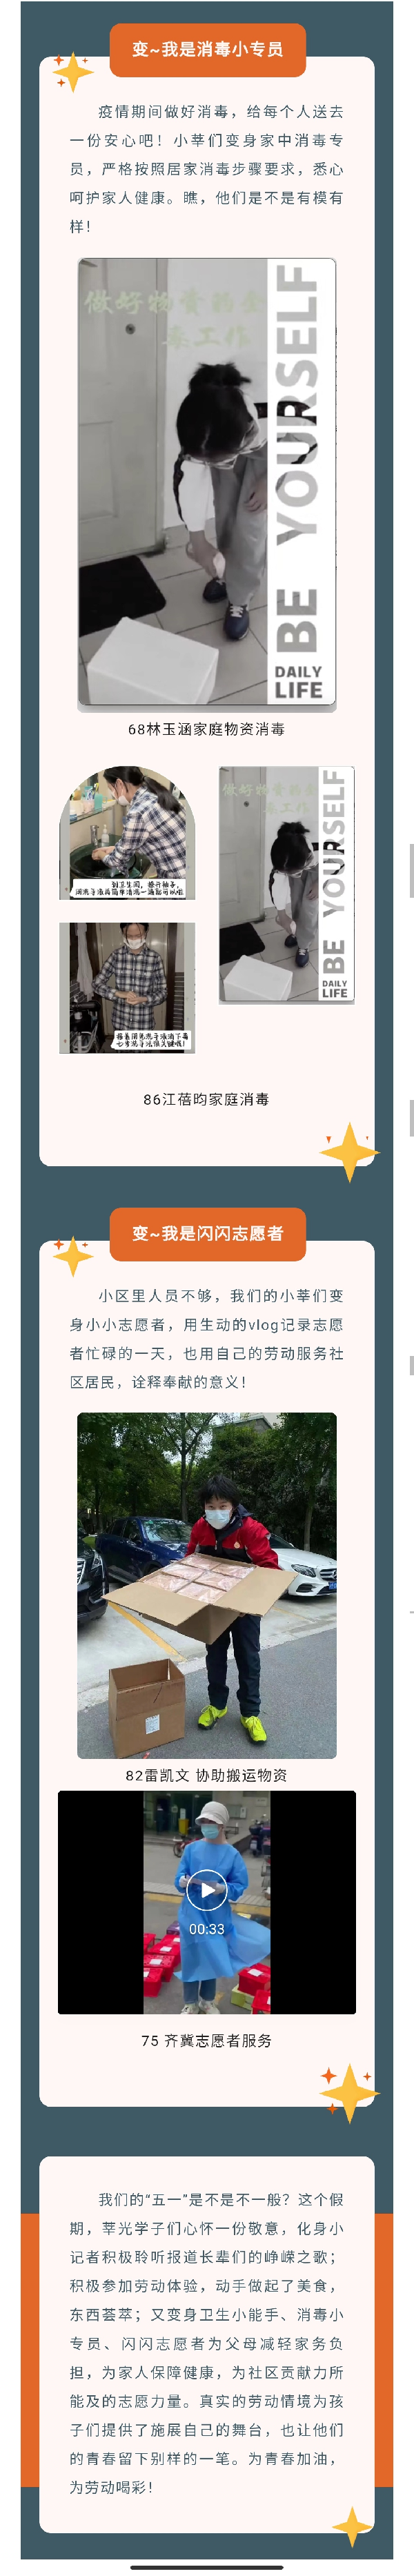 变~我是消毒小专员
疫情期间做好消毒，给每个人送去
一份安心吧！小莘们变身家中消毒专
员，严格按照居家消毒步骤要求，悉心
呵护家人健康。瞧，他们是不是有模有
样！
做好物资的全
毒工作
BE YOURSELF
DAILY
LIFE
68林玉涵家庭物资消毒
BE YOURSELF
DAILY
LIFE
86江蓓昀家庭消毒
变~我是闪闪志愿者
小区里人员不够，我们的小莘们变
身小小志愿者，用生动的vlog记录志愿
者忙碌的一天，也用自己的劳动服务社
区居民，诠释奉献的意义！
82雷凯文 协助搬运物资
00:33
75 齐冀志愿者服务
我们的“五一”是不是不一般？这个假
期，莘光学子们心怀一份敬意，化身小
记者积极聆听报道长辈们的峥嵘之歌；
积极参加劳动体验，动手做起了美食，
东西荟萃；又变身卫生小能手、消毒小
专员、闪闪志愿者为父母减轻家务负
担，为家人保障健康，为社区贡献力所
能及的志愿力量。真实的劳动情境为孩
子们提供了施展自己的舞台，也让他们
的青春留下别样的一笔。为青春加油，
为劳动喝彩！